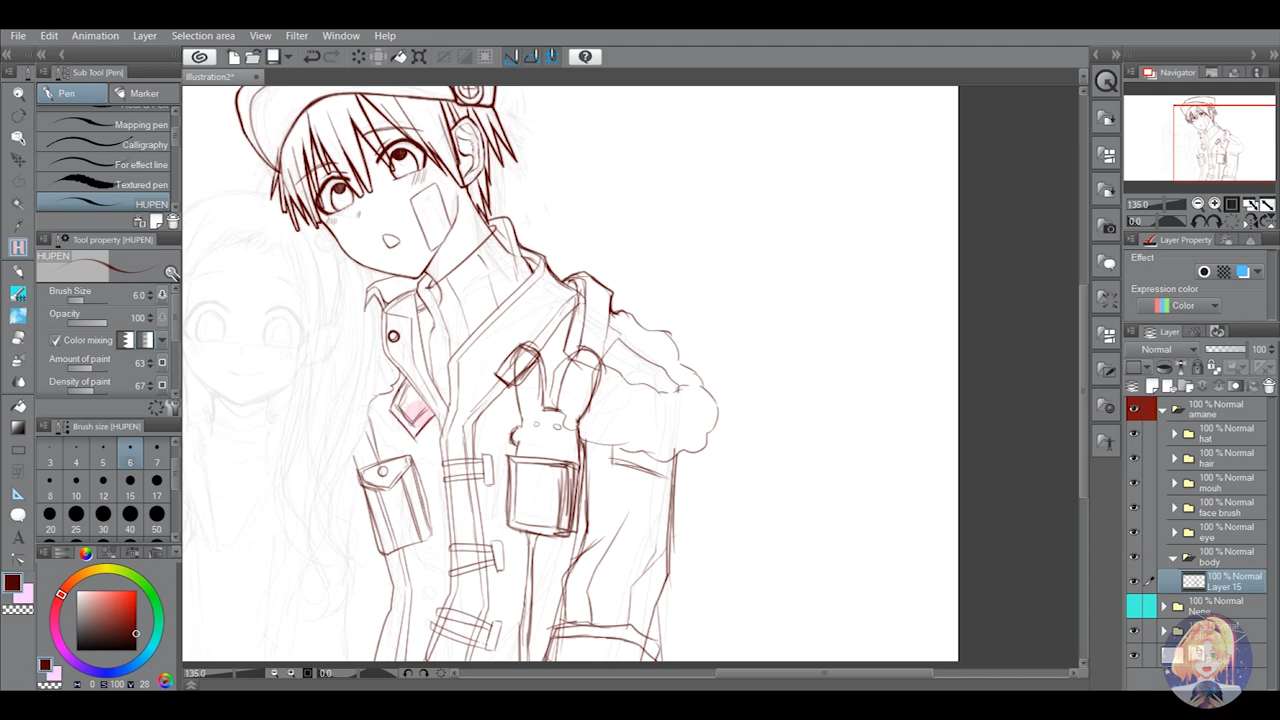 File Edit Animation Layer Selection area View Filter Window Help
Sub Tool [Pen]
Illustration2*
Navigator
Pen Marker
Mapping pen
Calligraphy
For effect line
Textured pen
HUPEN
135.0
0.0
Tool property [HUPEN]
Layer Property
HUPEN
Effect
Brush Size 6.0
Expression color
Opacity 100
Color
Color mixing
Layer
Normal 100
Amount of paint 63
Density of paint 67
100 % Normal
amane
100 % Normal
hat
Brush size [HUPEN]
100 % Normal
hair
3 4 5 6 7
100 % Normal
mouh
8 10 12 15 17
100 % Normal
face brush
20 25 30 40 50
100 % Normal
eye
100 % Normal
body
100 % Normal
Layer 15
100 % Normal
Nene
135.0 0.0
H 0 S 100 V 28